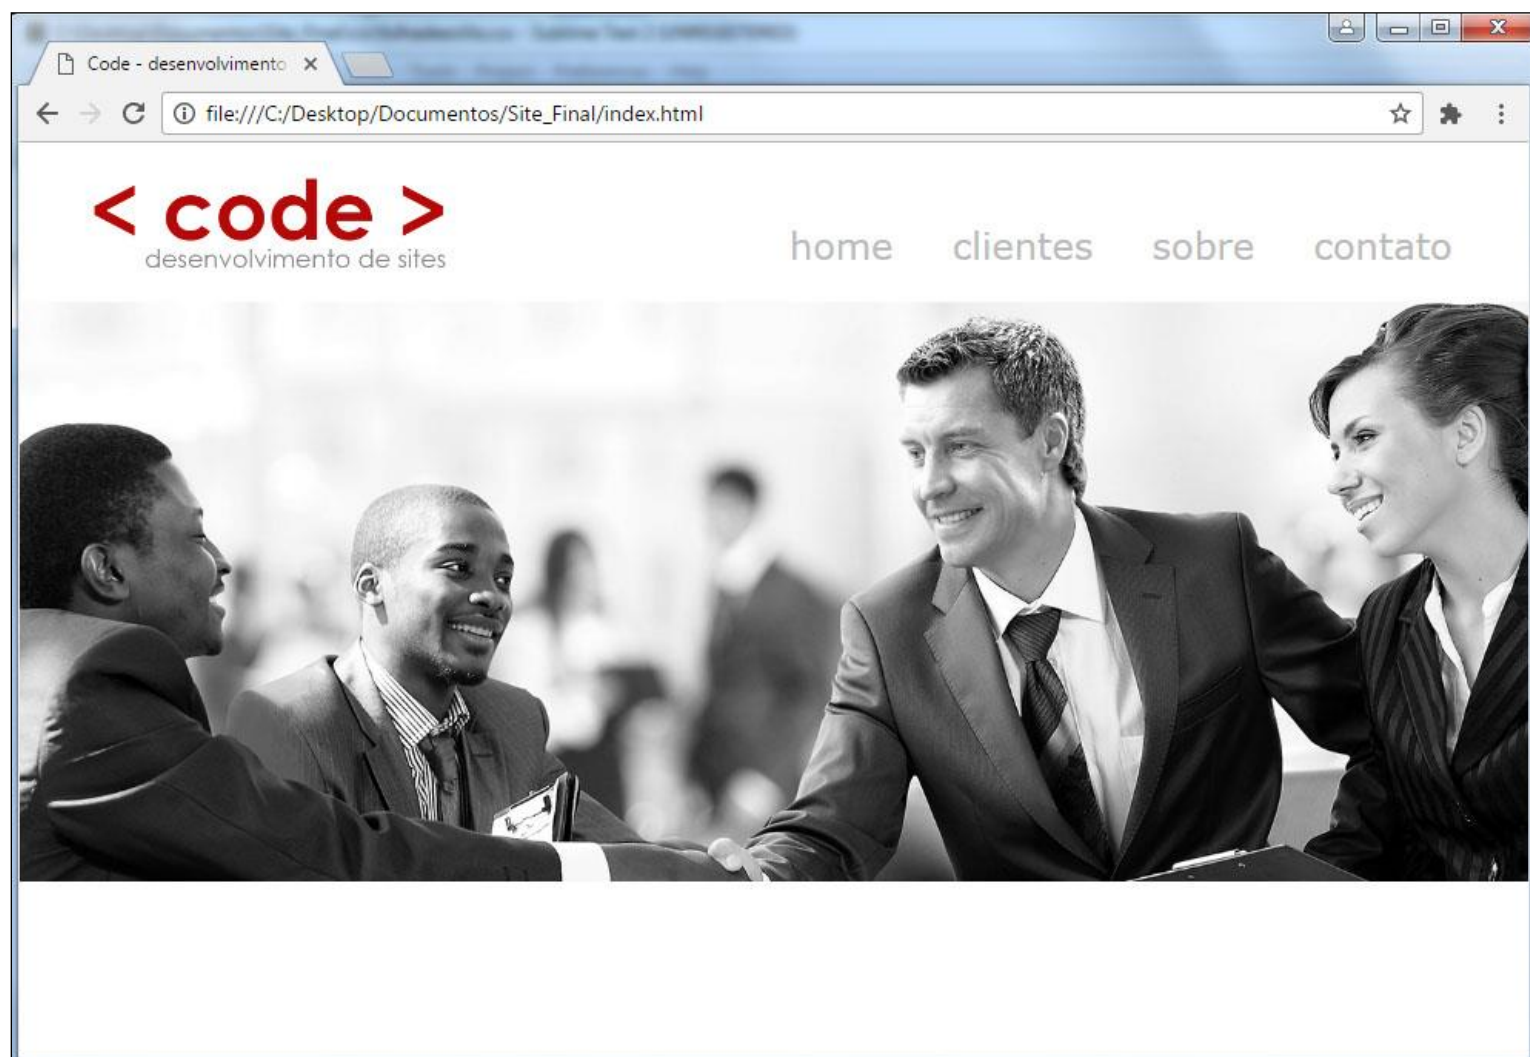 Code - desenvolvimento
file:///C:/Desktop/Documentos/Site_Final/index.html
< code >
desenvolvimento de sites
home clientes sobre contato